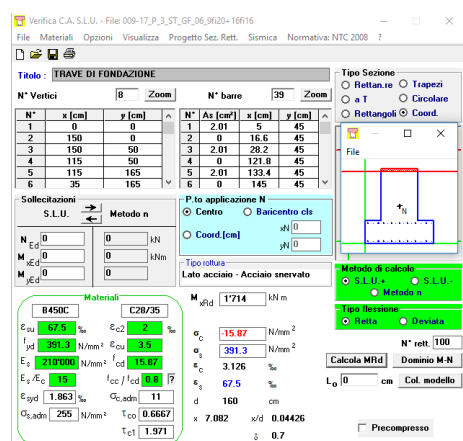 Verifica C.A. S.L.U. - File: 009-17_P_3_ST_GF_06_9fi20+16fi16
File Materiali Opzioni Visualizza Progetto Sez. Rett. Sismica Normativa: NTC 2008 ?
Titolo : TRAVE DI FONDAZIONE
N* Vertici 8 Zoom N* barre 39 Zoom
N* x [cm] y [cm] N* As [cm²] x [cm] y [cm]
1 0 0 1 2.01 5 45
2 150 0 2 0 16.6 45
3 150 50 3 2.01 28.2 45
4 115 50 4 0 121.8 45
5 115 165 5 2.01 133.4 45
6 35 165 6 0 145 45
Tipo Sezione
Rettan.re Trapezi
a T Circolare
Rettangoli Coord.
File
N
Sollecitazioni
S.L.U. Metodo n
N Ed 0 0 kN
M xEd 0 0 kNm
M yEd 0 0
P.to applicazione N
Centro Baricentro cls
Coord.[cm] xN 0
yN 0
Tipo rottura
Lato acciaio - Acciaio snervato
Metodo di calcolo
S.L.U.+ S.L.U.-
Metodo n
Tipo flessione
Retta Deviata
N* rett. 100
Calcola MRd Dominio M-N
L₀ 0 cm Col. modello
Precompresso
Materiali
B450C C28/35
εsu 67.5 ‰ εc2 2 ‰
fyd 391.3 N/mm² εcu 3.5
Es 210'000 N/mm² fcd 15.87
Es/Ec 15 fcc / fcd 0.8 ?
εsyd 1.863 ‰ σc,adm 11
σs,adm 255 N/mm² τco 0.6667
τc1 1.971
M xRd 1'714 kN m
σc -15.87 N/mm²
σs 391.3 N/mm²
εc 3.126 ‰
εs 67.5 ‰
d 160 cm
x 7.082 x/d 0.04426
δ 0.7